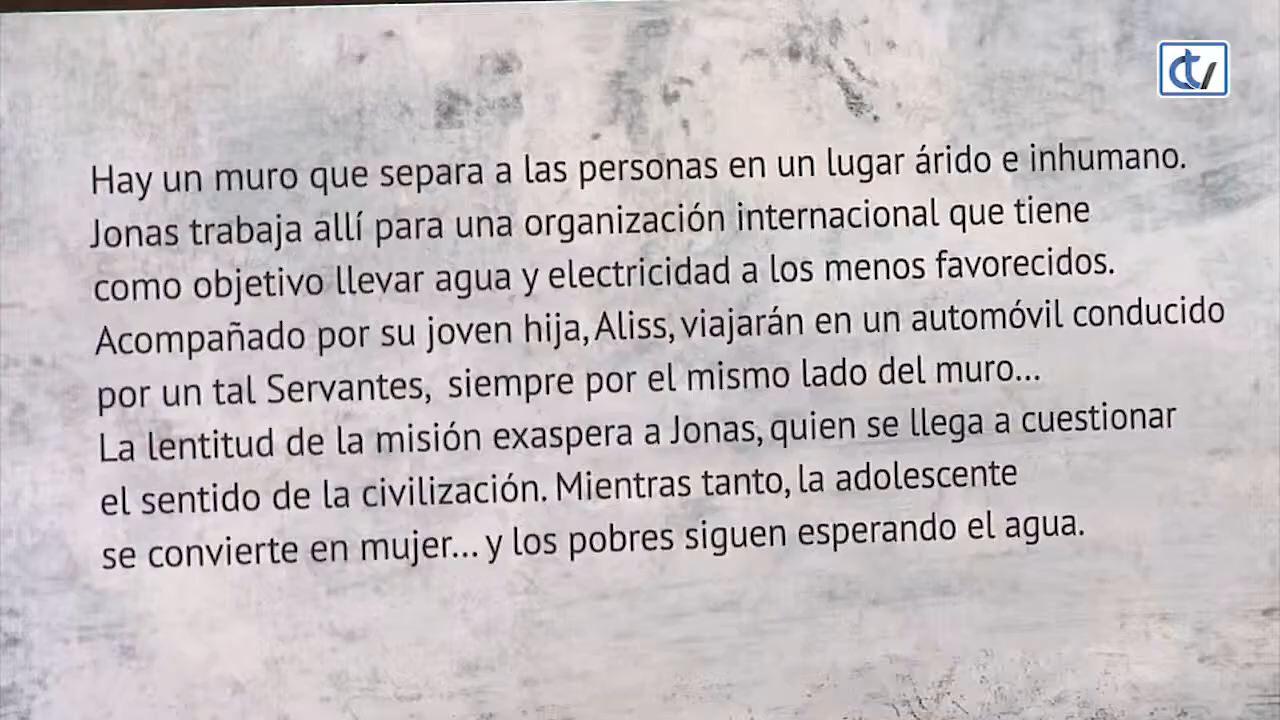 Hay un muro que separa a las personas en un lugar árido e inhumano.
Jonas trabaja allí para una organización internacional que tiene
como objetivo llevar agua y electricidad a los menos favorecidos.
Acompañado por su joven hija, Aliss, viajarán en un automóvil conducido
por un tal Servantes, siempre por el mismo lado del muro...
La lentitud de la misión exaspera a Jonas, quien se llega a cuestionar
el sentido de la civilización. Mientras tanto, la adolescente
se convierte en mujer... y los pobres siguen esperando el agua.
ctv